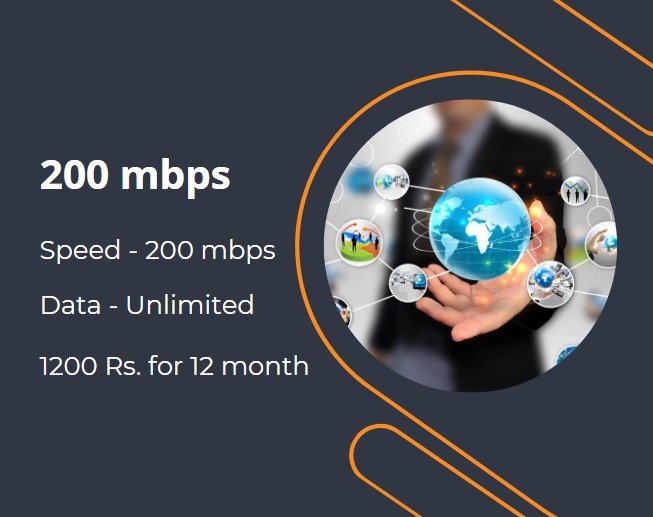 200 mbps
Speed - 200 mbps
Data - Unlimited
1200 Rs. for 12 month